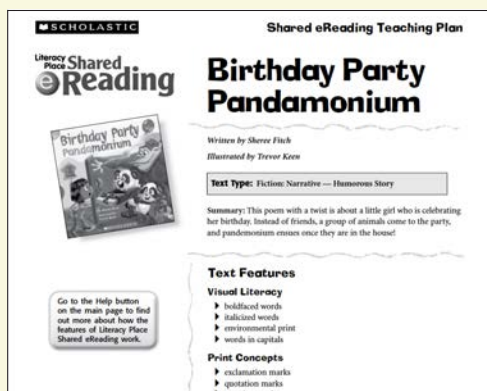 SCHOLASTIC
Shared eReading Teaching Plan
Literacy
Place Shared
eReading
Birthday Party
Pandamonium
Birthday Party
Pandamonium
Written by Sheree Fitch
Illustrated by Trevor Keen
Text Type: Fiction: Narrative — Humorous Story
Summary: This poem with a twist is about a little girl who is celebrating
her birthday. Instead of friends, a group of animals come to the party,
and pandemonium ensues once they are in the house!
Text Features
Visual Literacy
boldfaced words
italicized words
environmental print
words in capitals
Print Concepts
exclamation marks
quotation marks
Go to the Help button
on the main page to find
out more about how the
features of Literacy Place
Shared eReading work.